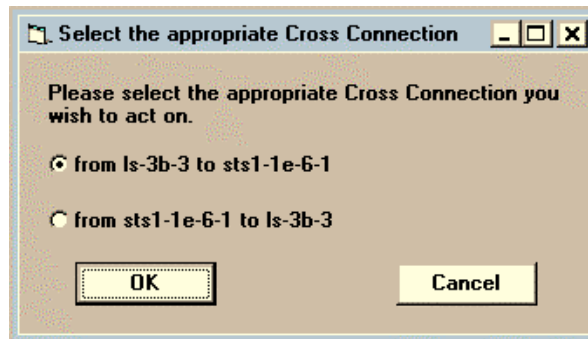 Select the appropriate Cross Connection
Please select the appropriate Cross Connection you
wish to act on.
from ls-3b-3 to sts1-1e-6-1
from sts1-1e-6-1 to ls-3b-3
OK Cancel